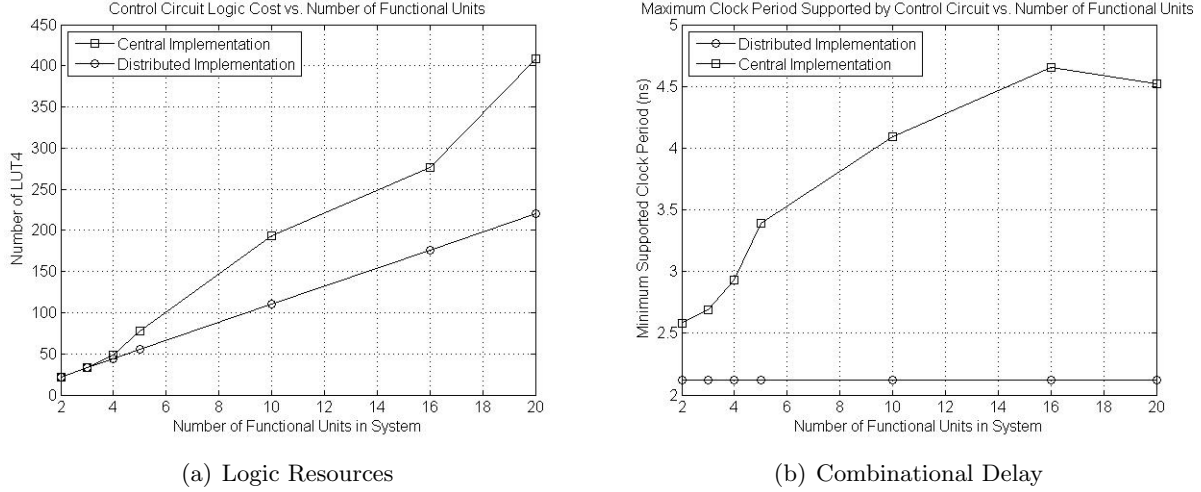 Control Circuit Logic Cost vs. Number of Functional Units
450
400
350
300
250
200
150
100
50
0
Number of LUT4
Central Implementation
Distributed Implementation
2 4 6 8 10 12 14 16 18 20
Number of Functional Units in System
(a) Logic Resources
Maximum Clock Period Supported by Control Circuit vs. Number of Functional Units
5
4.5
4
3.5
3
2.5
2
Minimum Supported Clock Period (ns)
Distributed Implementation
Central Implementation
2 4 6 8 10 12 14 16 18 20
Number of Functional Units in System
(b) Combinational Delay